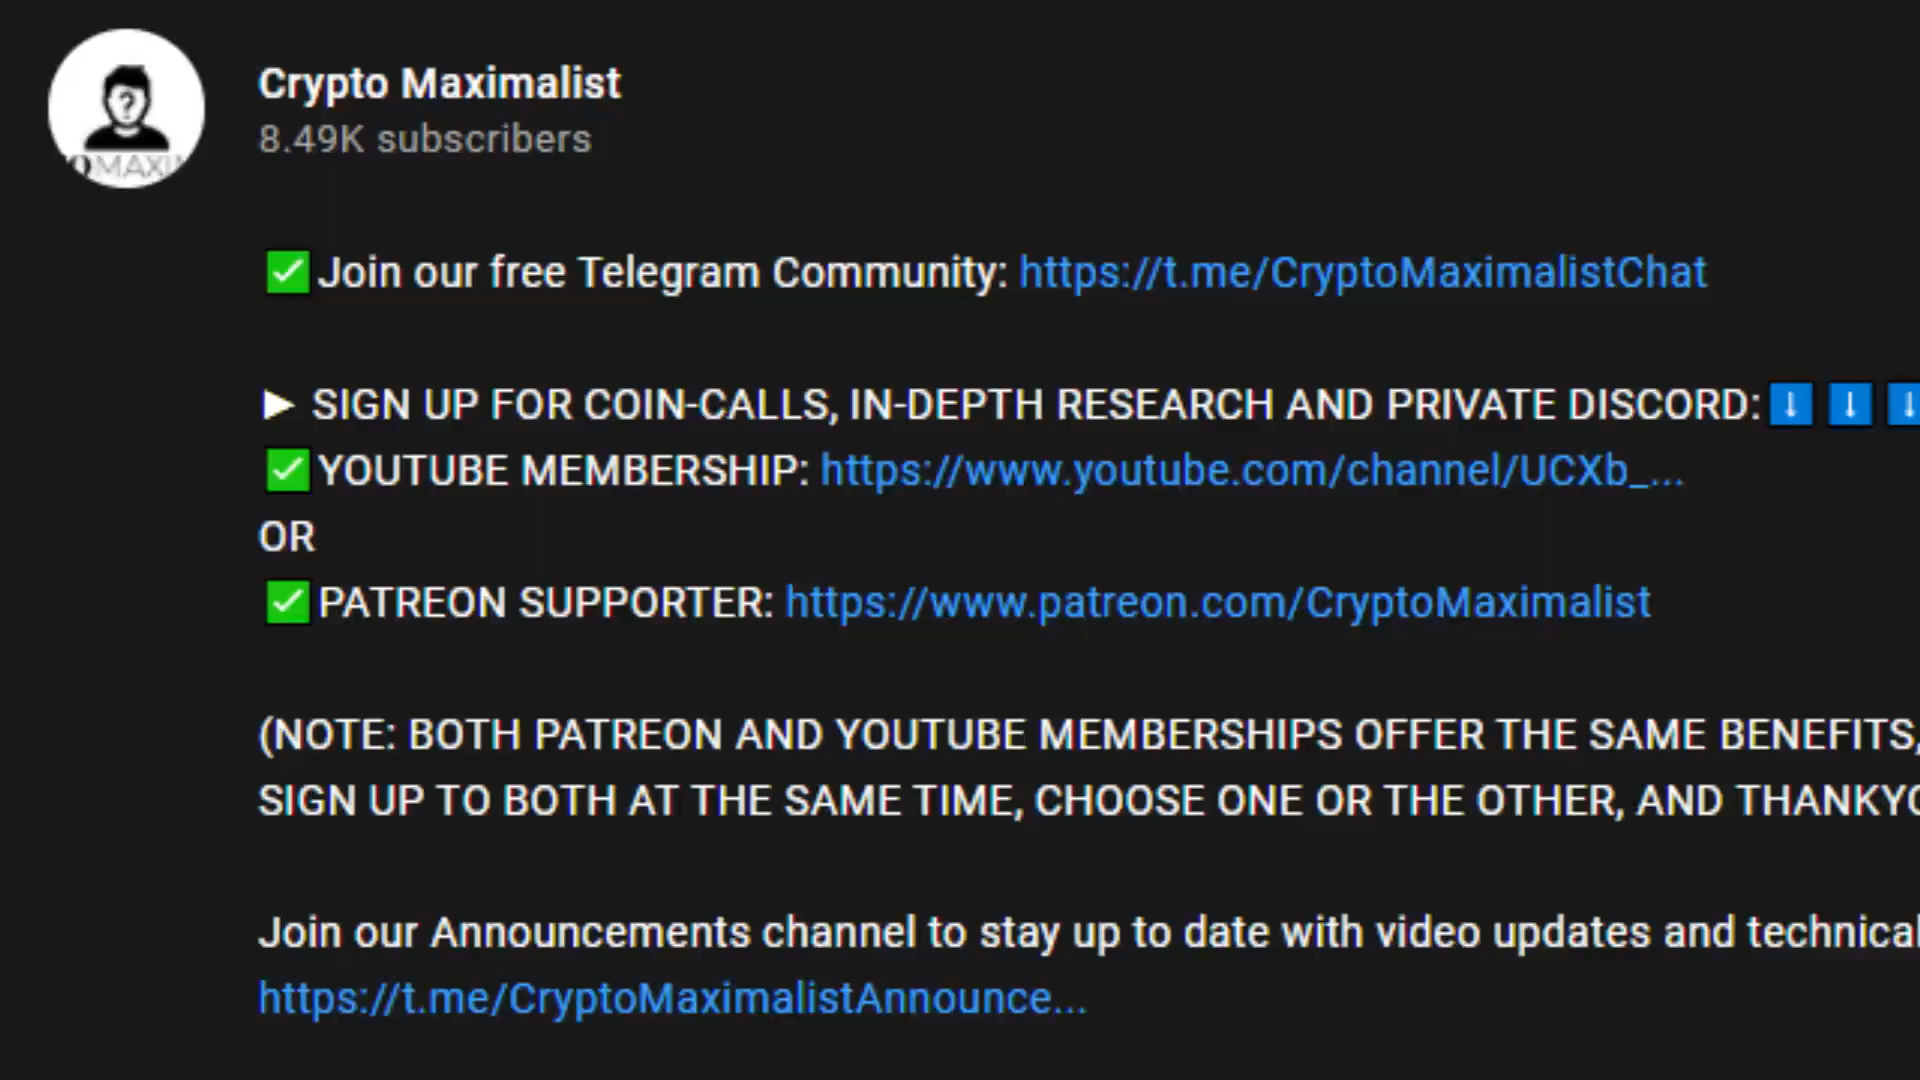 Crypto Maximalist
8.49K subscribers
?
OMAXI
✅Join our free Telegram Community: https://t.me/CryptoMaximalistChat
► SIGN UP FOR COIN-CALLS, IN-DEPTH RESEARCH AND PRIVATE DISCORD:⬇️⬇️⬇️
✅YOUTUBE MEMBERSHIP: https://www.youtube.com/channel/UCXb_...
OR
✅PATREON SUPPORTER: https://www.patreon.com/CryptoMaximalist
(NOTE: BOTH PATREON AND YOUTUBE MEMBERSHIPS OFFER THE SAME BENEFITS,
SIGN UP TO BOTH AT THE SAME TIME, CHOOSE ONE OR THE OTHER, AND THANKYO
Join our Announcements channel to stay up to date with video updates and technical
https://t.me/CryptoMaximalistAnnounce...